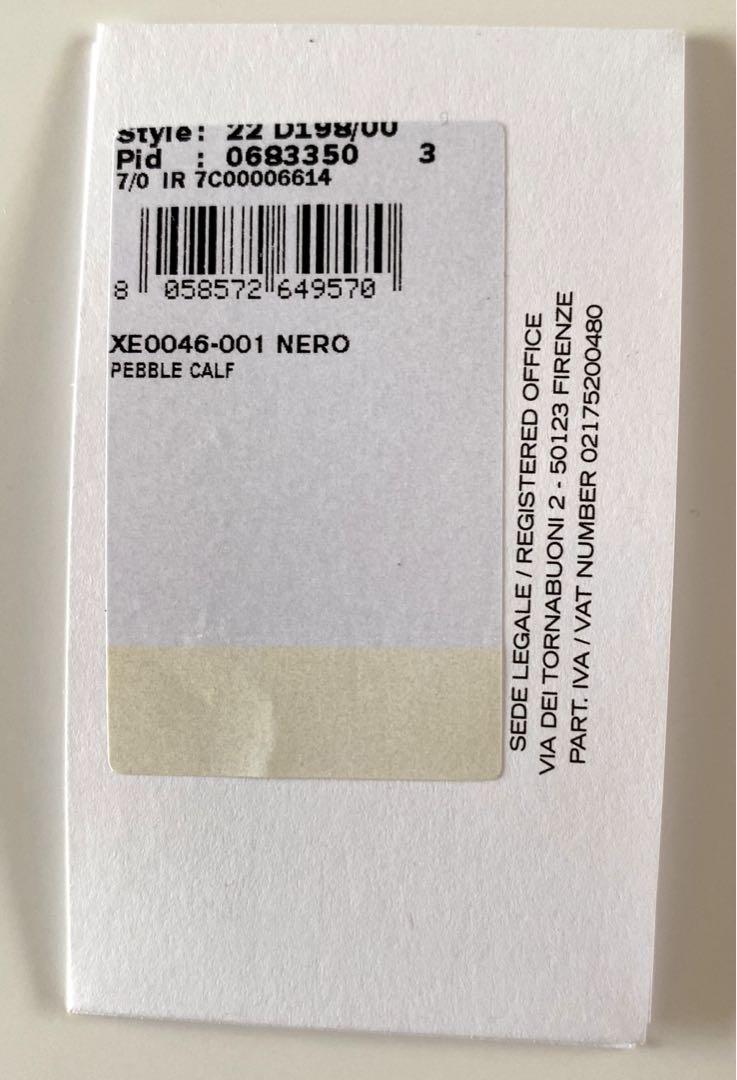 Style: 22 D198/00
Pid : 0683350 3
7/0 IR 7C00006614
8 058572 649570
XE0046-001 NERO
PEBBLE CALF
SEDE LEGALE / REGISTERED OFFICE
VIA DEI TORNABUONI 2 - 50123 FIRENZE
PART. IVA / VAT NUMBER 02175200480